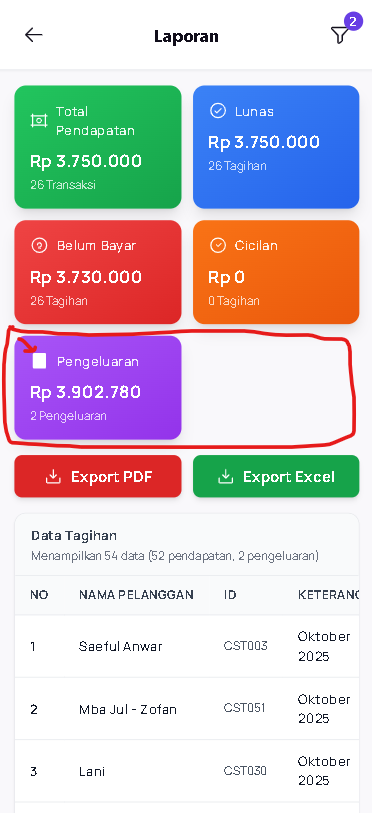 2
Laporan
Total
Pendapatan
Rp 3.750.000
26 Transaksi
Lunas
Rp 3.750.000
26 Tagihan
Belum Bayar
Rp 3.730.000
26 Tagihan
Cicilan
Rp 0
0 Tagihan
Pengeluaran
Rp 3.902.780
2 Pengeluaran
Export PDF
Export Excel
Data Tagihan
Menampilkan 54 data (52 pendapatan, 2 pengeluaran)
NO NAMA PELANGGAN ID KETERANG
1 Saeful Anwar CST003 Oktober
2025
2 Mba Jul - Zofan CST051 Oktober
2025
3 Lani CST030 Oktober
2025